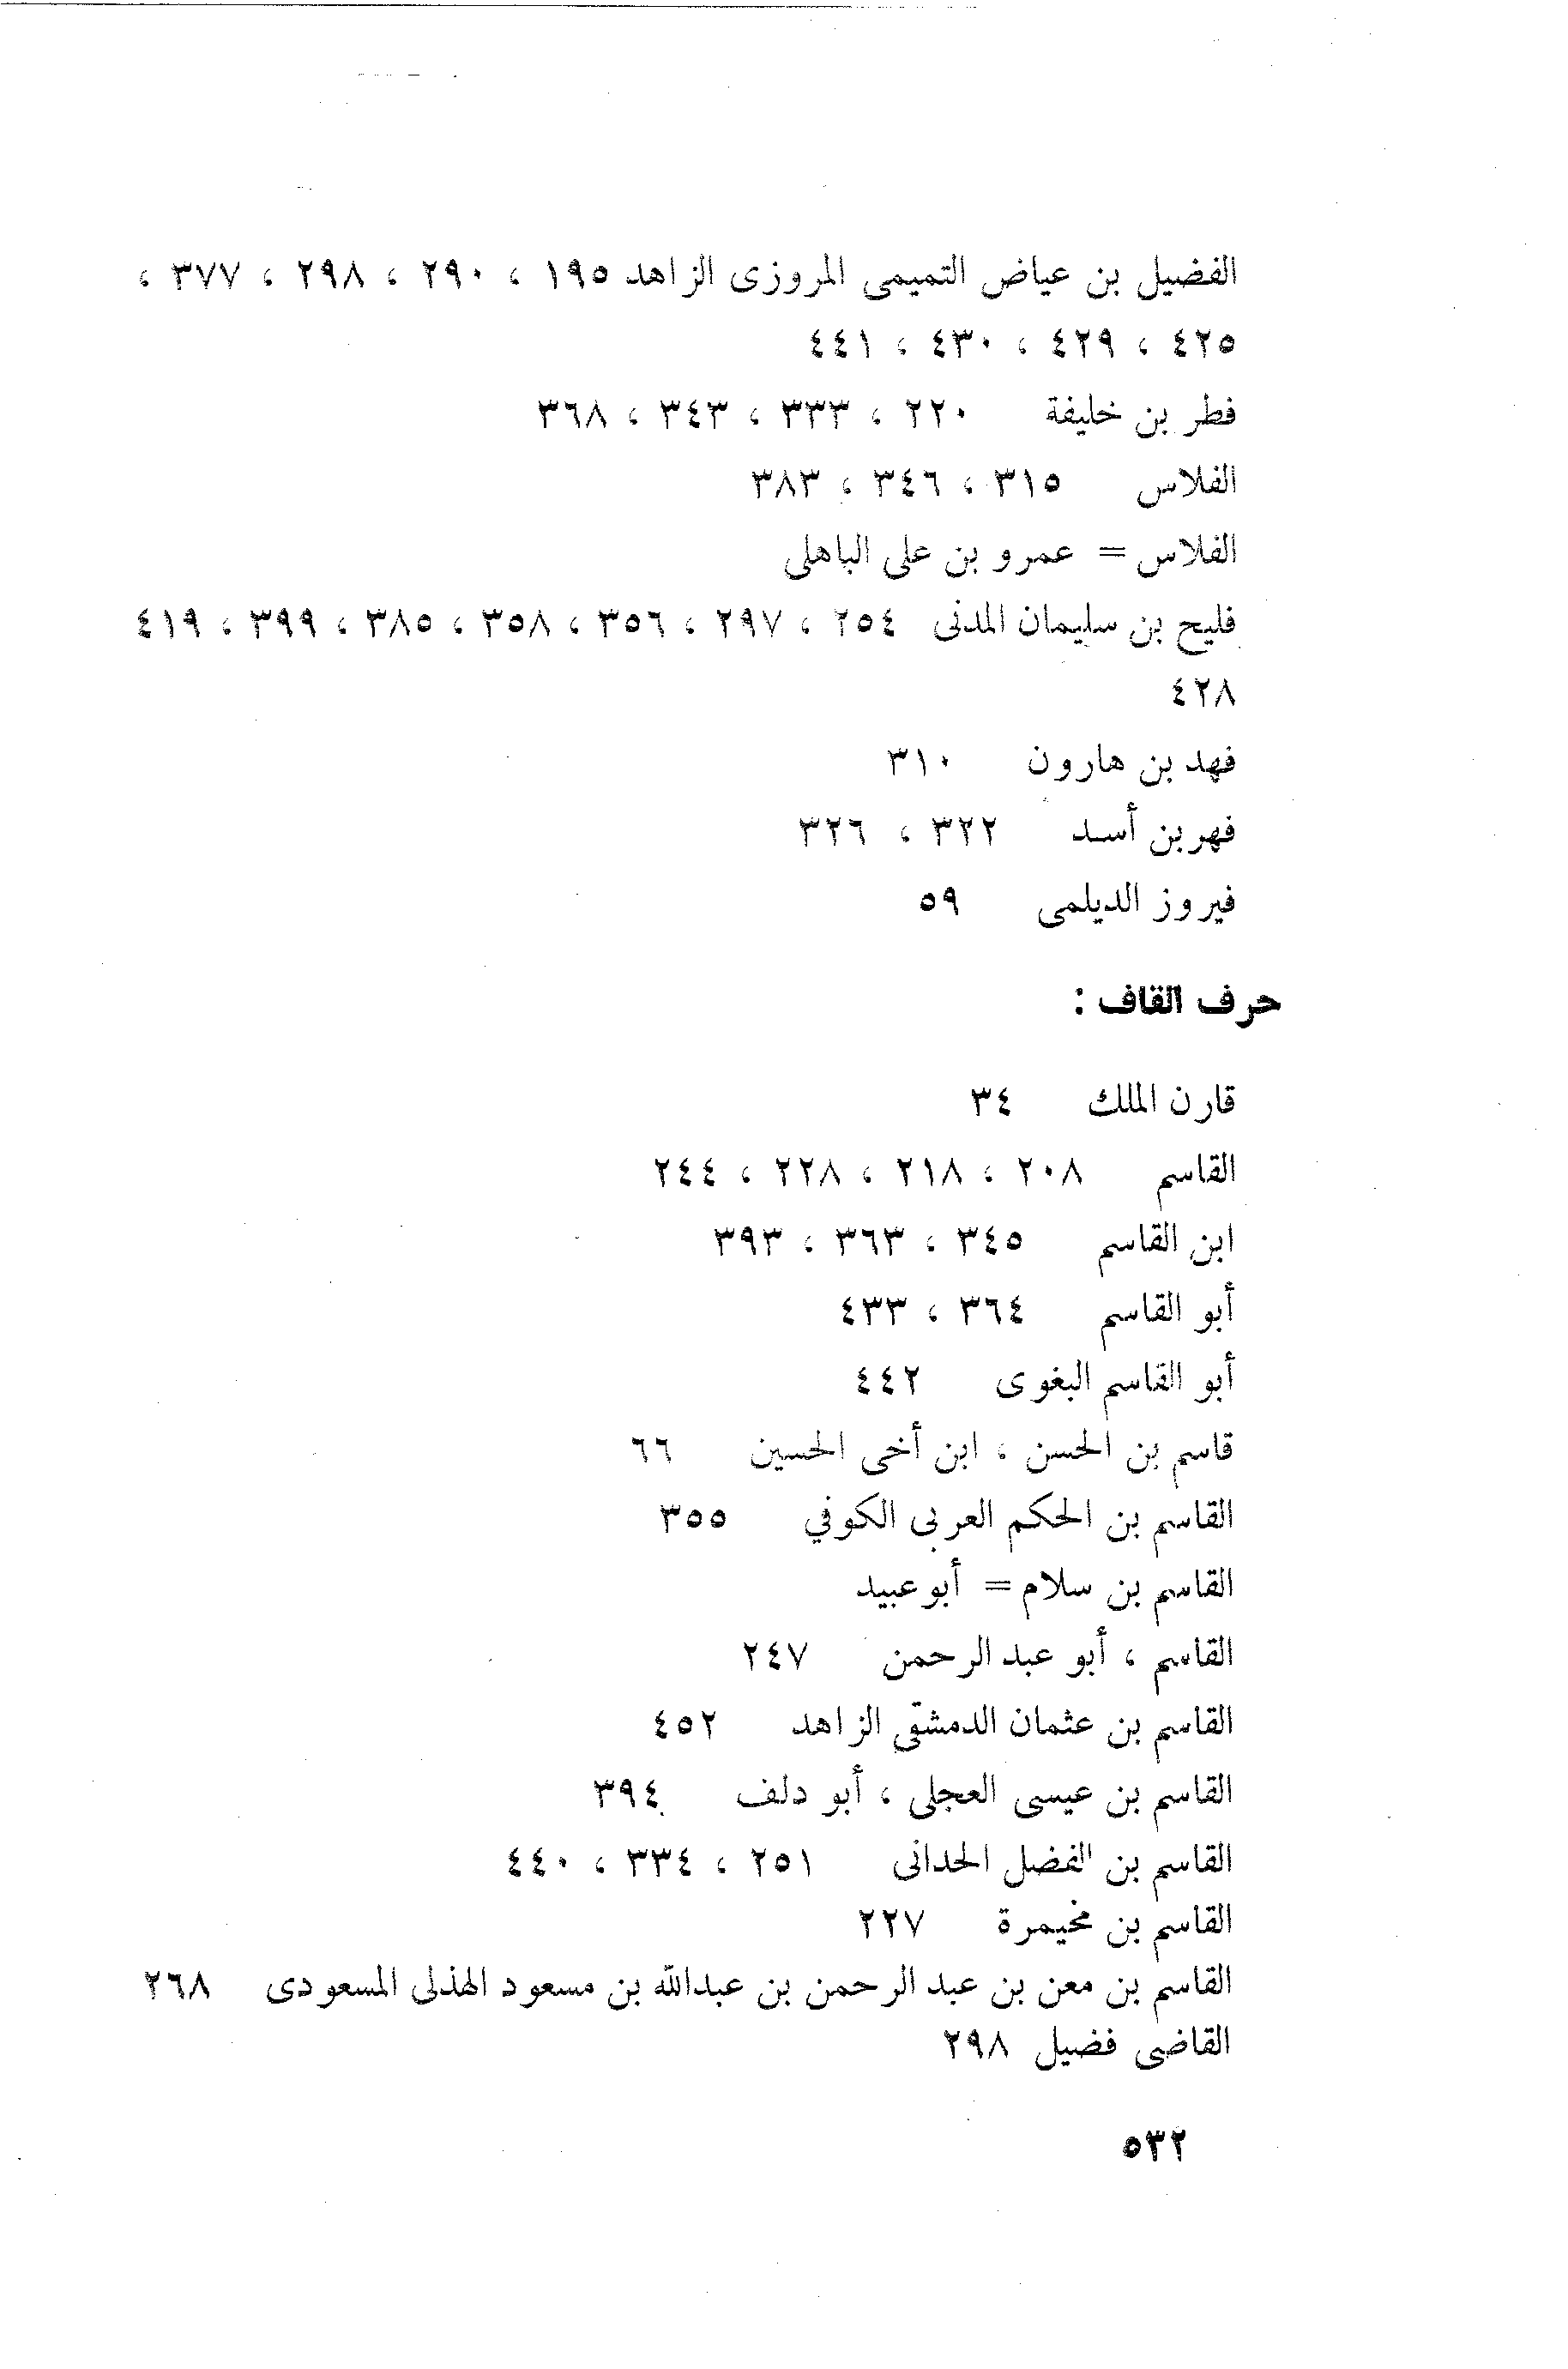 الفضيل بن عياض التميمى المروزى الزاهد ١٩٥ ، ٢٩٠ ، ٢٩٨ ، ٣٧٧ ،
٤٢٥ ، ٤٢٩ ، ٤٣٠ ، ٤٤١
فطر بن خليفة ٢٢٠ ، ٣٣٣ ، ٣٤٣ ، ٣٦٨
الفلاس ٣١٥ ، ٣٤٦ ، ٣٨٣
الفلاس = عمرو بن على الباهلى
فليح بن سليمان المدنى ٢٥٤ ، ٢٩٧ ، ٣٥٦ ، ٣٥٨ ، ٣٨٥ ، ٣٩٩ ، ٤١٩
٤٢٨
فهد بن هارون ٣١٠
فهر بن أسد ٣٢٢ ، ٣٢٦
فيروز الديلمى ٥٩
حرف القاف :
قارن الملك ٣٤
القاسم ٢٠٨ ، ٢١٨ ، ٢٢٨ ، ٢٤٤
ابن القاسم ٣٤٥ ، ٣٦٣ ، ٣٩٣
أبو القاسم ٣٦٤ ، ٤٣٣
أبو القاسم البغوى ٤٤٢
قاسم بن الحسن ، ابن أخى الحسين ٦٦
القاسم بن الحكم العربى الكوفي ٣٥٥
القاسم بن سلام = أبو عبيد
القاسم ، أبو عبد الرحمن ٢٤٧
القاسم بن عثمان الدمشقى الزاهد ٤٥٢
القاسم بن عيسى العجلى ، أبو دلف ٣٩٤
القاسم بن الفضل الحدانى ٢٥١ ، ٣٣٤ ، ٤٤٠
القاسم بن مخيمرة ٢٢٧
القاسم بن معن بن عبد الرحمن بن عبدالله بن مسعود الهذلى المسعودى ٢٦٨
القاضى فضيل ٢٩٨
٥٣٢